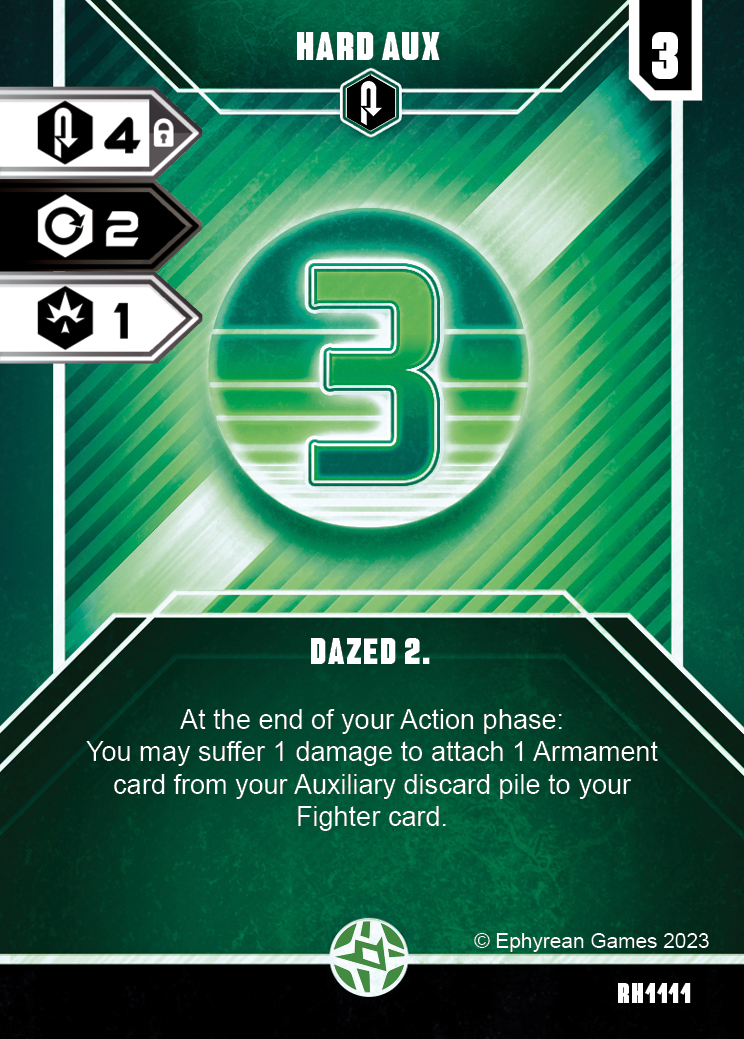 HARD AUX
3
4
2
1
3
DAZED 2.
At the end of your Action phase:
You may suffer 1 damage to attach 1 Armament
card from your Auxiliary discard pile to your
Fighter card.
© Ephyrean Games 2023
RH1111